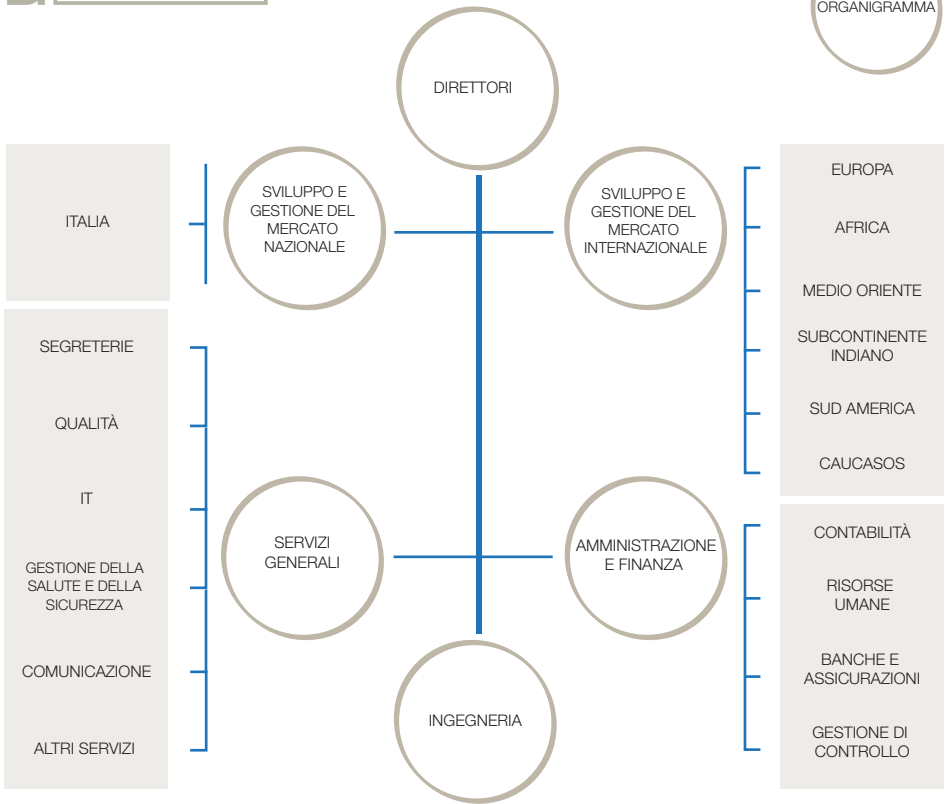 ORGANIGRAMMA
DIRETTORI
ITALIA
SVILUPPO E
GESTIONE DEL
MERCATO
NAZIONALE
SVILUPPO E
GESTIONE DEL
MERCATO
INTERNAZIONALE
EUROPA
AFRICA
MEDIO ORIENTE
SUBCONTINENTE
INDIANO
SUD AMERICA
CAUCASOS
SEGRETERIE
QUALITÀ
IT
GESTIONE DELLA
SALUTE E DELLA
SICUREZZA
COMUNICAZIONE
ALTRI SERVIZI
SERVIZI
GENERALI
AMMINISTRAZIONE
E FINANZA
CONTABILITÀ
RISORSE
UMANE
BANCHE E
ASSICURAZIONI
GESTIONE DI
CONTROLLO
INGEGNERIA